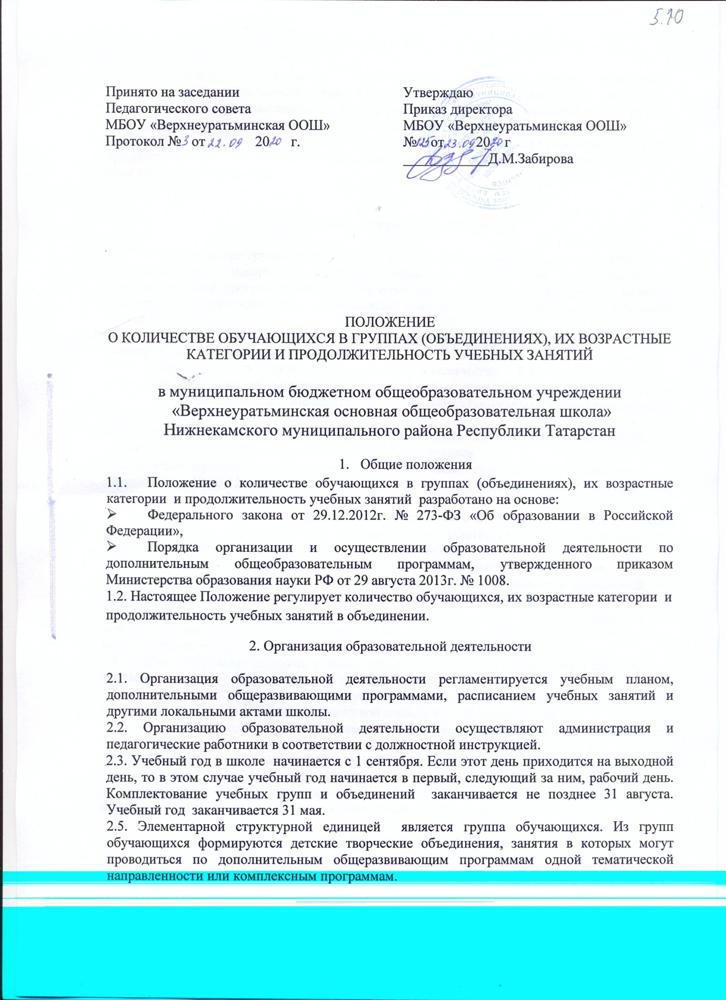 5.10
Принято на заседании
Педагогического совета
МБОУ «Верхнеуратьминская ООШ»
Протокол №3 от 22.09 2020 г.
Утверждаю
Приказ директора
МБОУ «Верхнеуратьминская ООШ»
№125от23.092020г
Д.М.Забирова
ПОЛОЖЕНИЕ
О КОЛИЧЕСТВЕ ОБУЧАЮЩИХСЯ В ГРУППАХ (ОБЪЕДИНЕНИЯХ), ИХ ВОЗРАСТНЫЕ
КАТЕГОРИИ И ПРОДОЛЖИТЕЛЬНОСТЬ УЧЕБНЫХ ЗАНЯТИЙ
в муниципальном бюджетном общеобразовательном учреждении
«Верхнеуратьминская основная общеобразовательная школа»
Нижнекамского муниципального района Республики Татарстан
1. Общие положения
1.1. Положение о количестве обучающихся в группах (объединениях), их возрастные
категории и продолжительность учебных занятий разработано на основе:
➢ Федерального закона от 29.12.2012г. № 273-ФЗ «Об образовании в Российской
Федерации»,
➢ Порядка организации и осуществлении образовательной деятельности по
дополнительным общеобразовательным программам, утвержденного приказом
Министерства образования науки РФ от 29 августа 2013г. № 1008.
1.2. Настоящее Положение регулирует количество обучающихся, их возрастные категории и
продолжительность учебных занятий в объединении.
2. Организация образовательной деятельности
2.1. Организация образовательной деятельности регламентируется учебным планом,
дополнительными общеразвивающими программами, расписанием учебных занятий и
другими локальными актами школы.
2.2. Организацию образовательной деятельности осуществляют администрация и
педагогические работники в соответствии с должностной инструкцией.
2.3. Учебный год в школе начинается с 1 сентября. Если этот день приходится на выходной
день, то в этом случае учебный год начинается в первый, следующий за ним, рабочий день.
Комплектование учебных групп и объединений заканчивается не позднее 31 августа.
Учебный год заканчивается 31 мая.
2.5. Элементарной структурной единицей является группа обучающихся. Из групп
обучающихся формируются детские творческие объединения, занятия в которых могут
проводиться по дополнительным общеразвивающим программам одной тематической
направленности или комплексным программам.